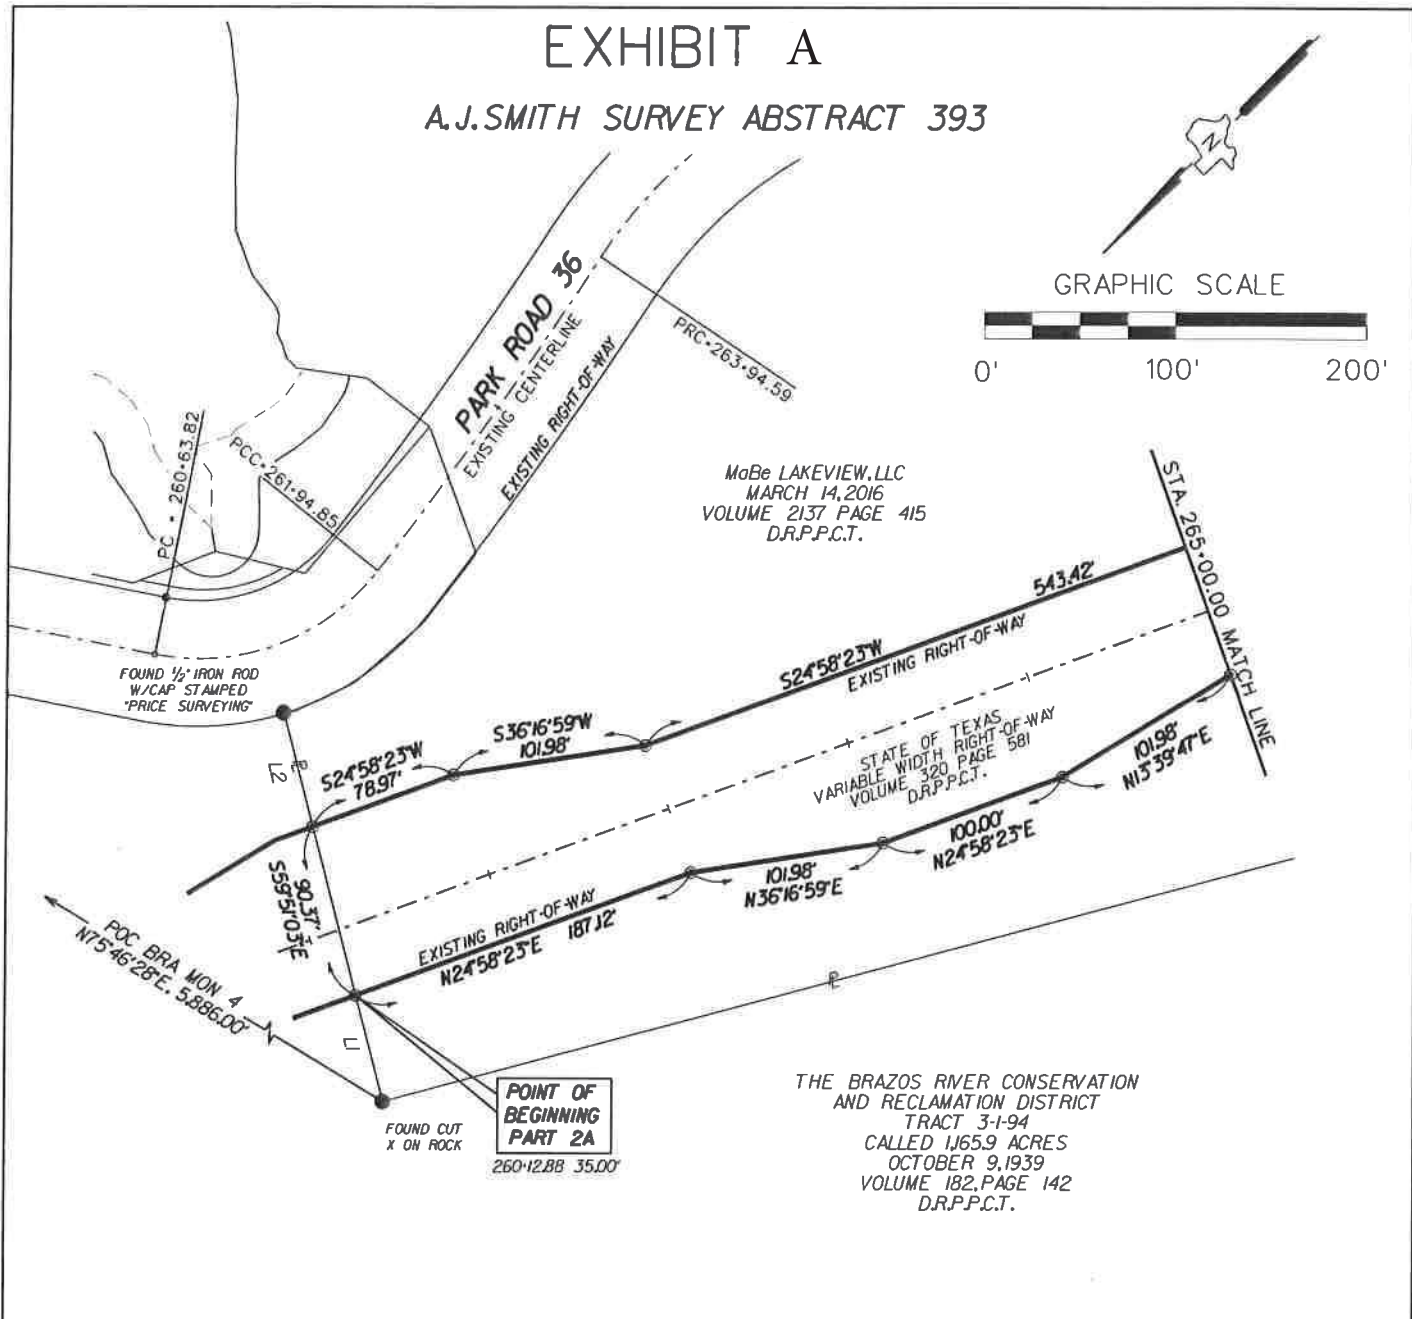 EXHIBIT A
A.J. SMITH SURVEY ABSTRACT 393
N
GRAPHIC SCALE
0' 100' 200'
PARK ROAD 36
EXISTING CENTERLINE
EXISTING RIGHT-OF-WAY
PRC•263+94.59
PC • 260+63.82
PCC•261+94.85
MaBe LAKEVIEW, LLC
MARCH 14, 2016
VOLUME 2137 PAGE 415
D.R.P.P.C.T.
STA. 265+00.00 MATCH LINE
543.42'
S24°58'23"W
EXISTING RIGHT-OF-WAY
FOUND 1/2" IRON ROD
W/CAP STAMPED
"PRICE SURVEYING"
S36°16'59"W
101.98'
S24°58'23"W
78.97'
L2
STATE OF TEXAS
VARIABLE WIDTH RIGHT-OF-WAY
VOLUME 320 PAGE 581
D.R.P.P.C.T.
101.98'
N13°39'47"E
100.00'
N24°58'23"E
101.98'
N36°16'59"E
90.37'
S59°51'03"E
EXISTING RIGHT-OF-WAY
N24°58'23"E 187.12'
POC BRA MON 4
N75°46'28"E, 5,886.00'
L1
POINT OF
BEGINNING
PART 2A
260+12.88 35.00'
FOUND CUT
X ON ROCK
THE BRAZOS RIVER CONSERVATION
AND RECLAMATION DISTRICT
TRACT 3-1-94
CALLED 1,165.9 ACRES
OCTOBER 9, 1939
VOLUME 182, PAGE 142
D.R.P.P.C.T.